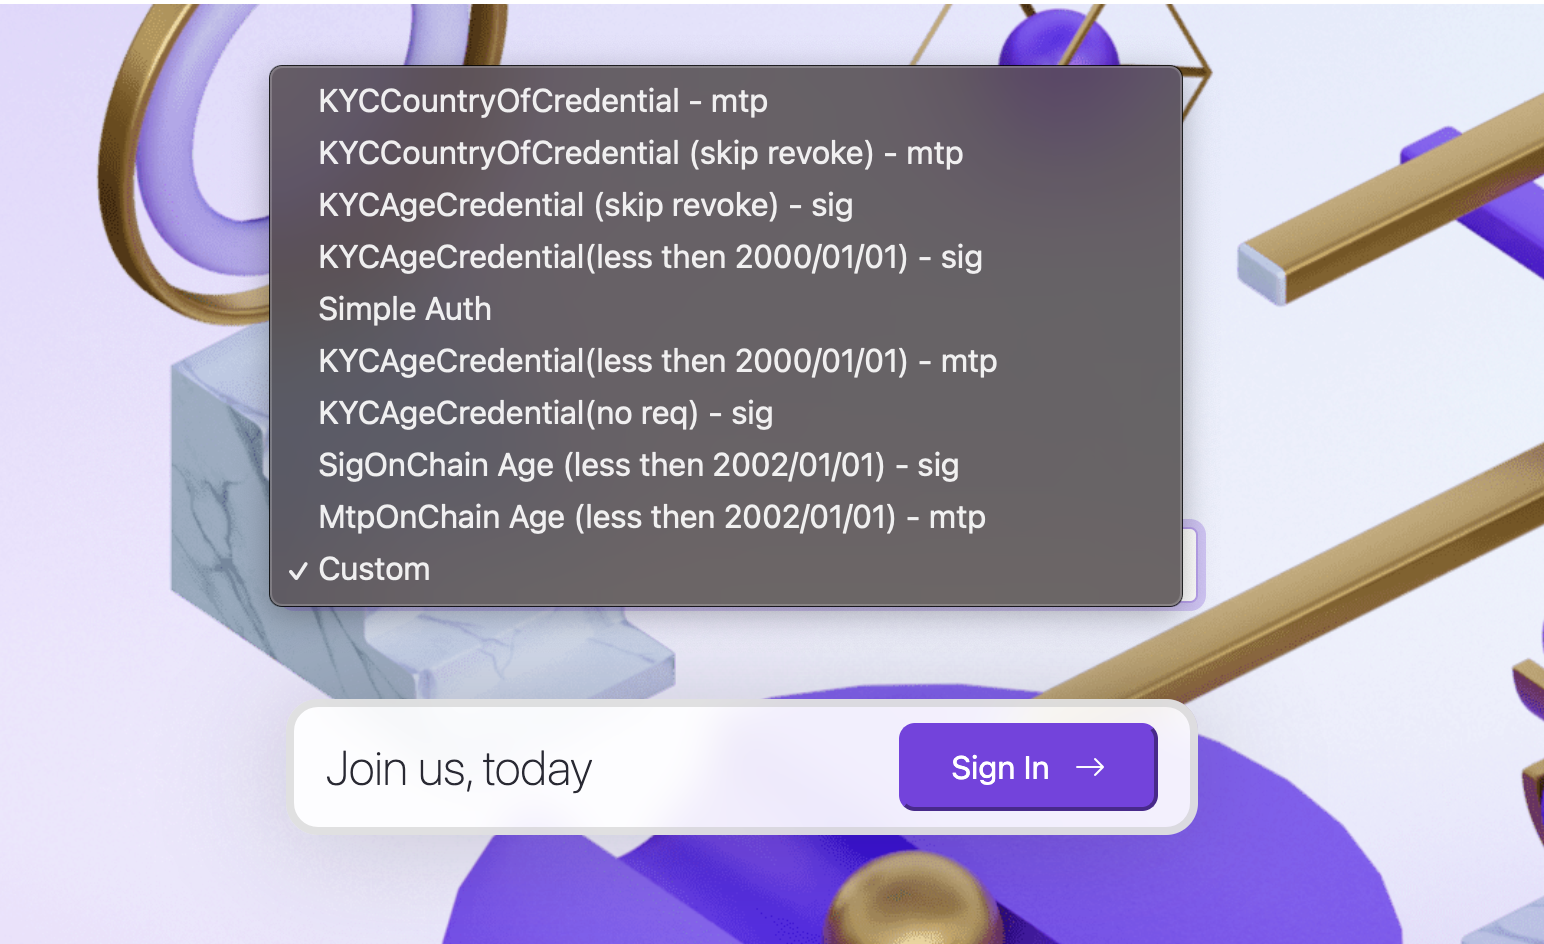 KYCCountryOfCredential - mtp
KYCCountryOfCredential (skip revoke) - mtp
KYCAgeCredential (skip revoke) - sig
KYCAgeCredential(less then 2000/01/01) - sig
Simple Auth
KYCAgeCredential(less then 2000/01/01) - mtp
KYCAgeCredential(no req) - sig
SigOnChain Age (less then 2002/01/01) - sig
MtpOnChain Age (less then 2002/01/01) - mtp
✓ Custom
Join us, today
Sign In →